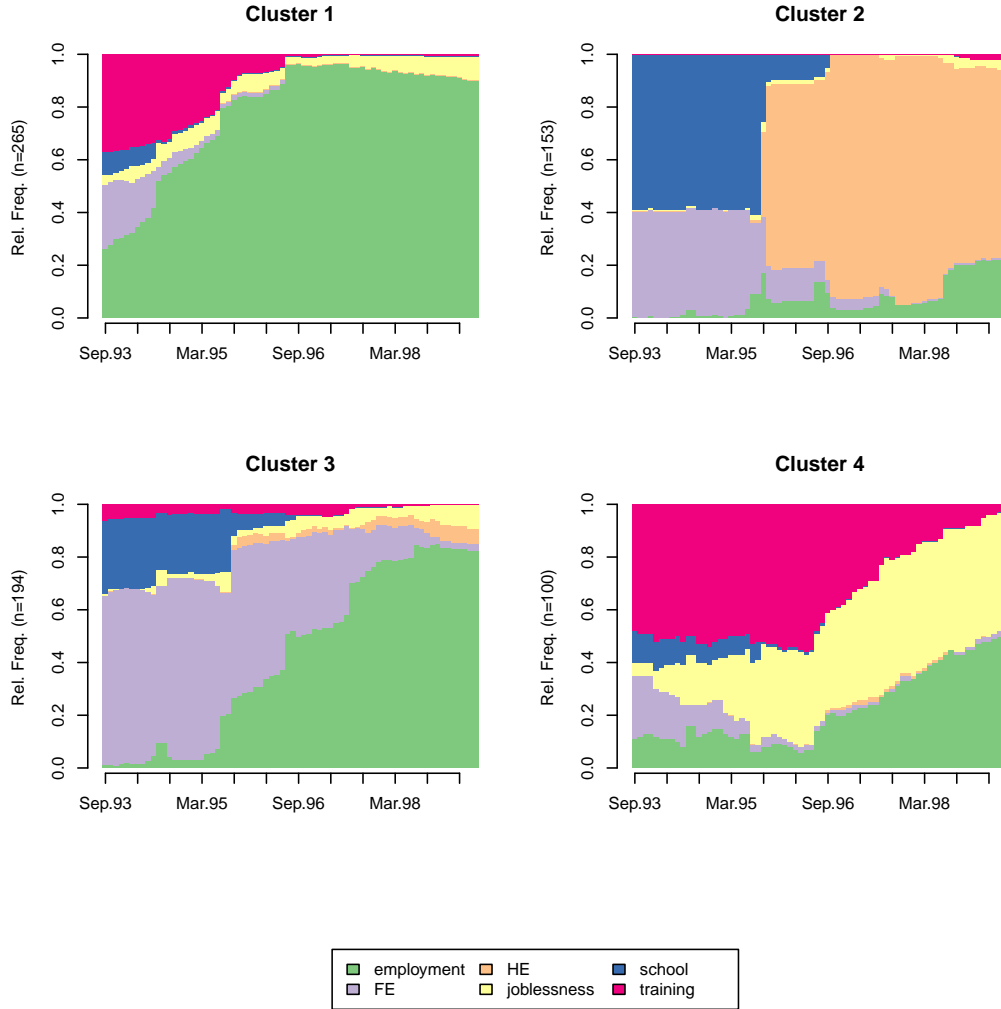 Cluster 1
Rel. Freq. (n=265)
0.0 0.2 0.4 0.6 0.8 1.0
Sep.93 Mar.95 Sep.96 Mar.98
Cluster 2
Rel. Freq. (n=153)
0.0 0.2 0.4 0.6 0.8 1.0
Sep.93 Mar.95 Sep.96 Mar.98
Cluster 3
Rel. Freq. (n=194)
0.0 0.2 0.4 0.6 0.8 1.0
Sep.93 Mar.95 Sep.96 Mar.98
Cluster 4
Rel. Freq. (n=100)
0.0 0.2 0.4 0.6 0.8 1.0
Sep.93 Mar.95 Sep.96 Mar.98
employment HE school
FE joblessness training